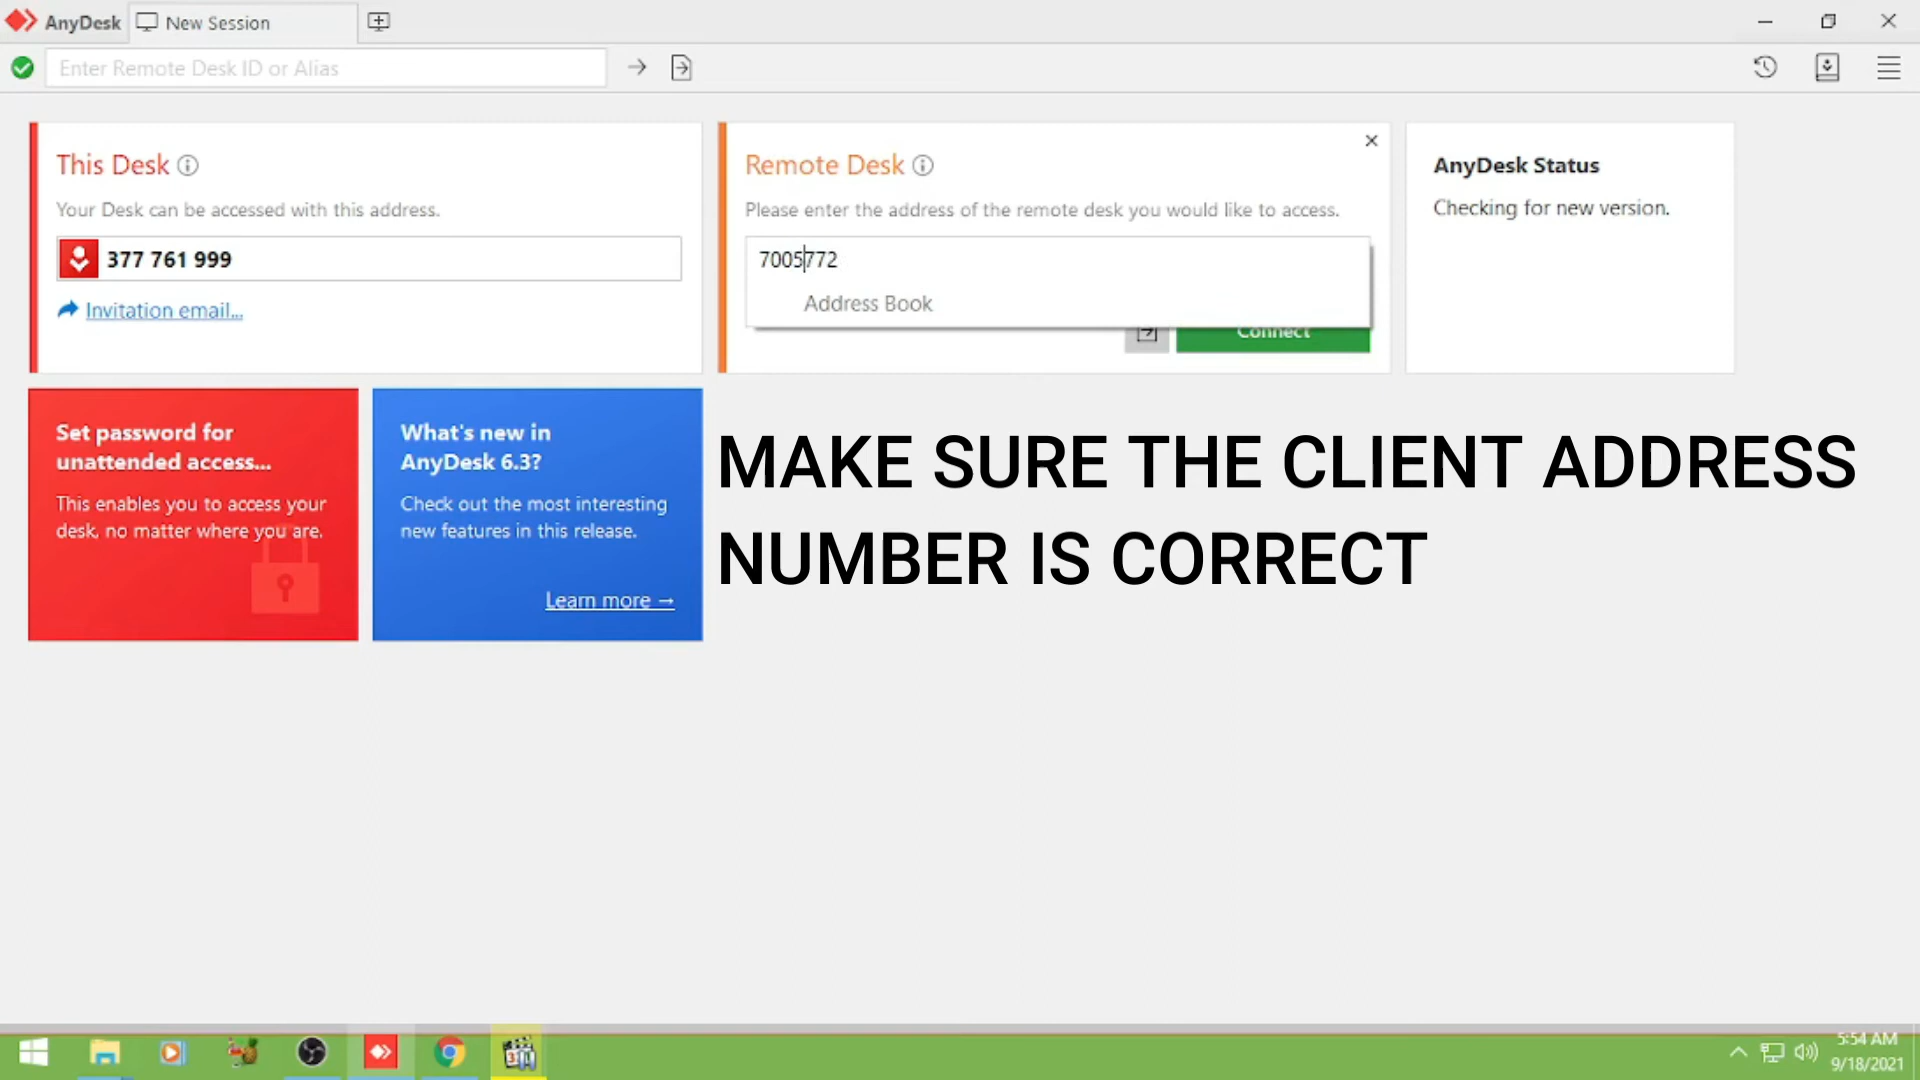 AnyDesk
New Session
Enter Remote Desk ID or Alias
This Desk
Your Desk can be accessed with this address.
377 761 999
Invitation email...
Remote Desk
Please enter the address of the remote desk you would like to access.
7005772
Address Book
Connect
AnyDesk Status
Checking for new version.
Set password for
unattended access...
This enables you to access your
desk, no matter where you are.
What's new in
AnyDesk 6.3?
Check out the most interesting
new features in this release.
Learn more →
MAKE SURE THE CLIENT ADDRESS
NUMBER IS CORRECT
5:54 AM
9/18/2021